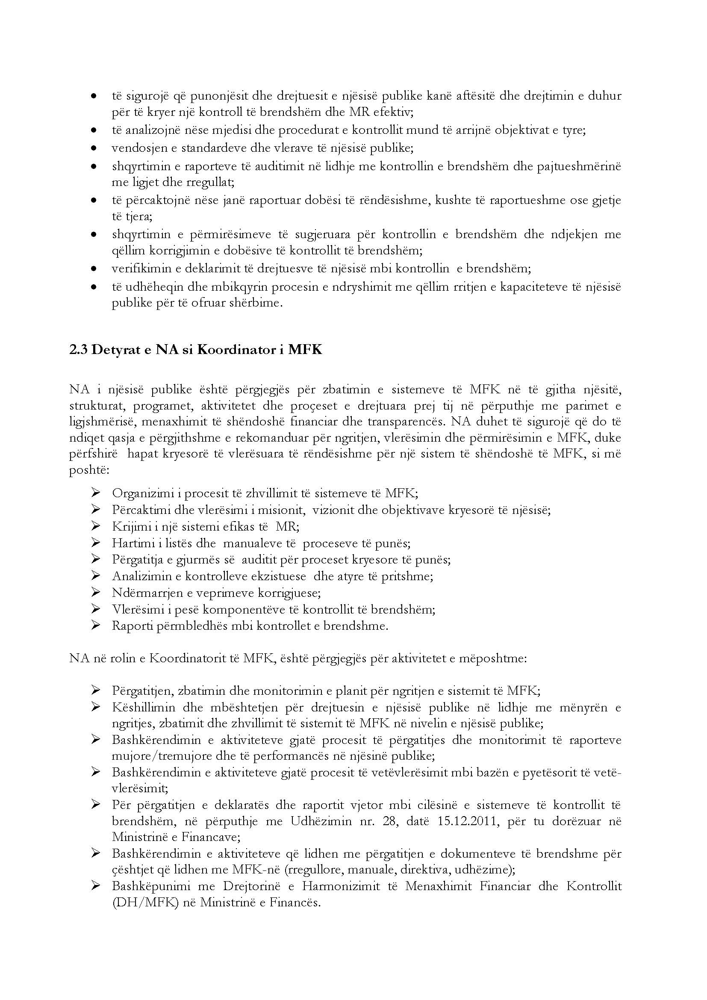 • të sigurojë që punonjësit dhe drejtuesit e njësisë publike kanë aftësitë dhe drejtimin e duhur
për të kryer një kontroll të brendshëm dhe MR efektiv;
• të analizojnë nëse mjedisi dhe procedurat e kontrollit mund të arrijnë objektivat e tyre;
• vendosjen e standardeve dhe vlerave të njësisë publike;
• shqyrtimin e raporteve të auditimit në lidhje me kontrollin e brendshëm dhe pajtueshmërinë
me ligjet dhe rregullat;
• të përcaktojnë nëse janë raportuar dobësi të rëndësishme, kushte të raportueshme ose gjetje
të tjera;
• shqyrtimin e përmirësimeve të sugjeruara për kontrollin e brendshëm dhe ndjekjen me
qëllim korrigjimin e dobësive të kontrollit të brendshëm;
• verifikimin e deklarimit të drejtuesve të njësisë mbi kontrollin  e brendshëm;
• të udhëheqin dhe mbikqyrin procesin e ndryshimit me qëllim rritjen e kapaciteteve të njësisë
publike për të ofruar shërbime.
2.3 Detyrat e NA si Koordinator i MFK
NA i njësisë publike është përgjegjës për zbatimin e sistemeve të MFK në të gjitha njësitë,
strukturat, programet, aktivitetet dhe proçeset e drejtuara prej tij në përputhje me parimet e
ligjshmërisë, menaxhimit të shëndoshë financiar dhe transparencës. NA duhet të sigurojë që do të
ndiqet qasja e përgjithshme e rekomanduar për ngritjen, vlerësimin dhe përmirësimin e MFK, duke
përfshirë  hapat kryesorë të vlerësuara të rëndësishme për një sistem të shëndoshë të MFK, si më
poshtë:
➢ Organizimi i procesit të zhvillimit të sistemeve të MFK;
➢ Përcaktimi dhe vlerësimi i misionit,  vizionit dhe objektivave kryesorë të njësisë;
➢ Krijimi i një sistemi efikas të  MR;
➢ Hartimi i listës dhe  manualeve të  proceseve të punës;
➢ Përgatitja e gjurmës së  auditit për proceset kryesore të punës;
➢ Analizimin e kontrolleve ekzistuese  dhe atyre të pritshme;
➢ Ndërmarrjen e veprimeve korrigjuese;
➢ Vlerësimi i pesë komponentëve të kontrollit të brendshëm;
➢ Raporti përmbledhës mbi kontrollet e brendshme.
NA në rolin e Koordinatorit të MFK, është përgjegjës për aktivitetet e mëposhtme:
➢ Përgatitjen, zbatimin dhe monitorimin e planit për ngritjen e sistemit të MFK;
➢ Këshillimin dhe mbështetjen për drejtuesin e njësisë publike në lidhje me mënyrën e
ngritjes, zbatimit dhe zhvillimit të sistemit të MFK në nivelin e njësisë publike;
➢ Bashkërendimin e aktiviteteve gjatë procesit të përgatitjes dhe monitorimit të raporteve
mujore/tremujore dhe të performancës në njësinë publike;
➢ Bashkërendimin e aktiviteteve gjatë procesit të vetëvlerësimit mbi bazën e pyetësorit të vetë-
vlerësimit;
➢ Për përgatitjen e deklaratës dhe raportit vjetor mbi cilësinë e sistemeve të kontrollit të
brendshëm, në përputhje me Udhëzimin nr. 28, datë 15.12.2011, për tu dorëzuar në
Ministrinë e Financave;
➢ Bashkërendimin e aktiviteteve që lidhen me përgatitjen e dokumenteve të brendshme për
çështjet që lidhen me MFK-në (rregullore, manuale, direktiva, udhëzime);
➢ Bashkëpunimi me Drejtorinë e Harmonizimit të Menaxhimit Financiar dhe Kontrollit
(DH/MFK) në Ministrinë e Financës.